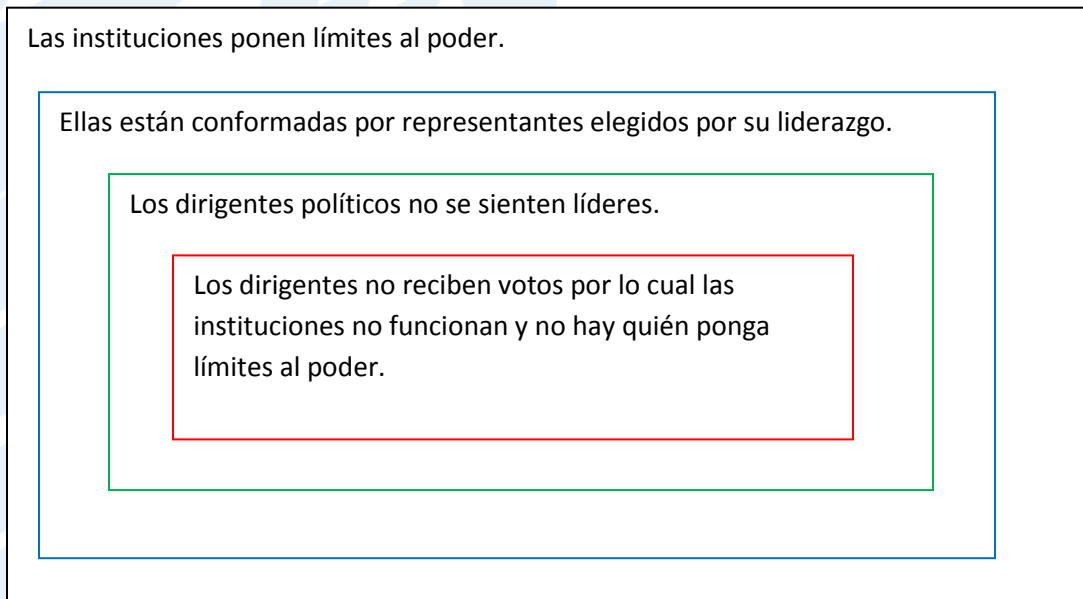 Las instituciones ponen límites al poder.
Ellas están conformadas por representantes elegidos por su liderazgo.
Los dirigentes políticos no se sienten líderes.
Los dirigentes no reciben votos por lo cual las
instituciones no funcionan y no hay quién ponga
límites al poder.